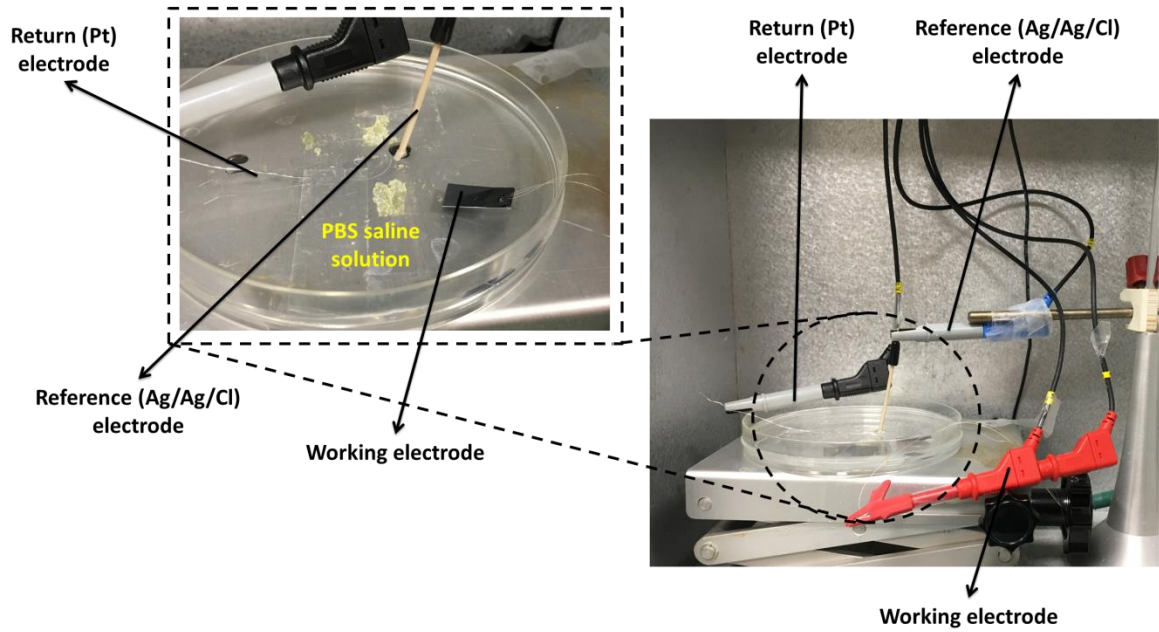 Return (Pt)
electrode
PBS saline
solution
Reference (Ag/Ag/Cl)
electrode
Working electrode
Return (Pt)
electrode
Reference (Ag/Ag/Cl)
electrode
Working electrode